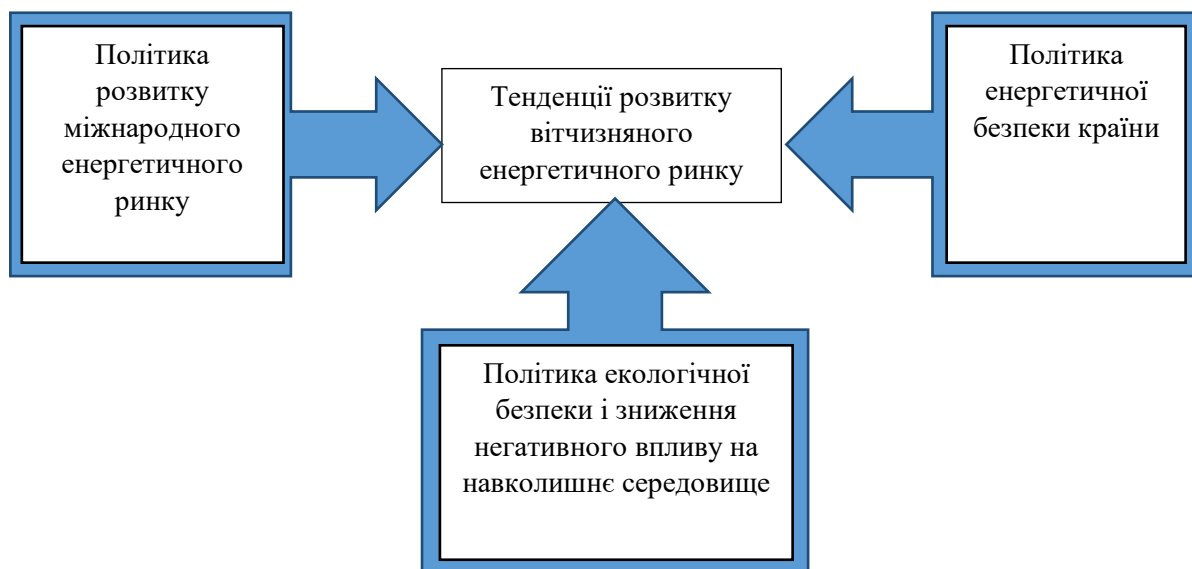 Політика
розвитку
міжнародного
енергетичного
ринку
Тенденції розвитку
вітчизняного
енергетичного ринку
Політика
енергетичної
безпеки країни
Політика екологічної
безпеки і зниження
негативного впливу на
навколишнє середовище